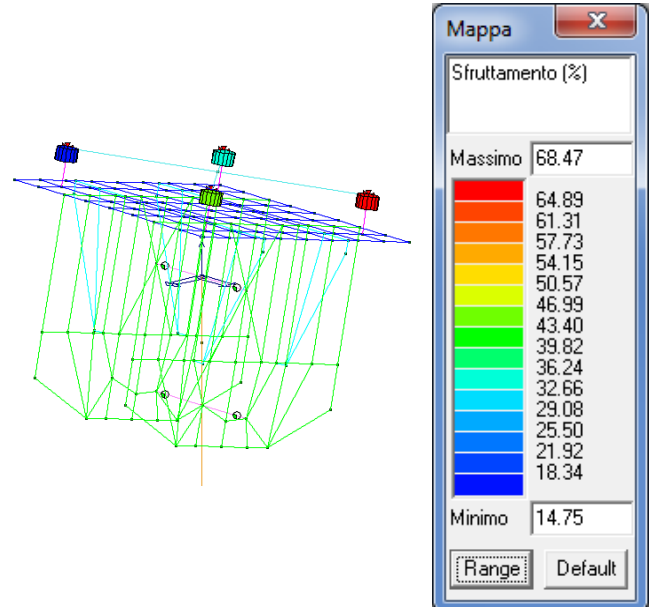 Mappa
Sfruttamento (%)
Massimo 68.47
64.89
61.31
57.73
54.15
50.57
46.99
43.40
39.82
36.24
32.66
29.08
25.50
21.92
18.34
Minimo 14.75
Range Default